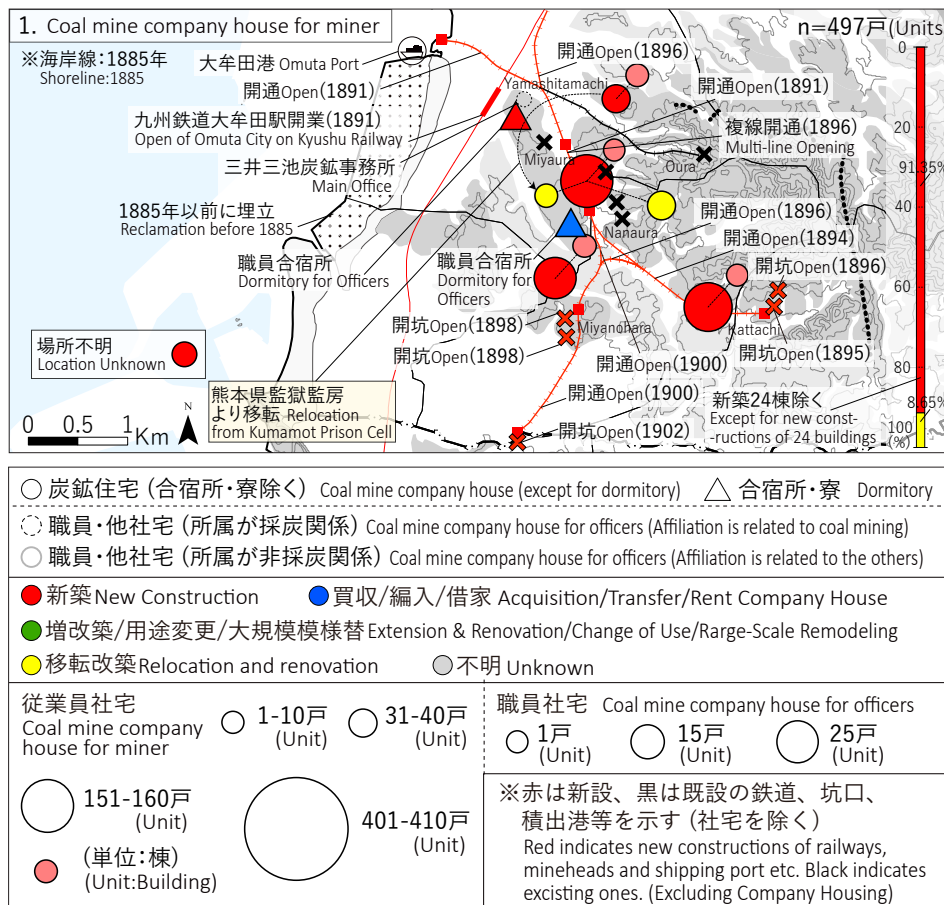 1. Coal mine company house for miner
n=497戸(Units
※海岸線:1885年
Shoreline:1885
大牟田港 Omuta Port
開通Open(1891)
九州鉄道大牟田駅開業(1891)
Open of Omuta City on Kyushu Railway
三井三池炭鉱事務所
Main Office
1885年以前に埋立
Reclamation before 1885
職員合宿所
Dormitory for Officers
職員合宿所
Dormitory for
Officers
開通Open(1896)
Yamashitamachi
開通Open(1891)
複線開通(1896)
Multi-line Opening
Miyaura
Oura
Nanaura
開通Open(1896)
開通Open(1894)
開坑Open(1896)
開坑Open(1898)
Miyanohara
Kattachi
開坑Open(1898)
開坑Open(1895)
開通Open(1900)
開通Open(1900)
開坑Open(1902)
場所不明
Location Unknown
熊本県監獄監房
より移転 Relocation
from Kumamot Prison Cell
新築24棟除く
Except for new const-
-ructions of 24 buildings
0
20
91.35%
40
60
80
8.65%
100
(%)
0 0.5 1 Km
N
炭鉱住宅 (合宿所・寮除く) Coal mine company house (except for dormitory)
合宿所・寮 Dormitory
職員・他社宅 (所属が採炭関係) Coal mine company house for officers (Affiliation is related to coal mining)
職員・他社宅 (所属が非採炭関係) Coal mine company house for officers (Affiliation is related to the others)
新築 New Construction
買収/編入/借家 Acquisition/Transfer/Rent Company House
増改築/用途変更/大規模模様替 Extension & Renovation/Change of Use/Rarge-Scale Remodeling
移転改築 Relocation and renovation
不明 Unknown
従業員社宅
Coal mine company
house for miner
1-10戸
(Unit)
31-40戸
(Unit)
151-160戸
(Unit)
401-410戸
(Unit)
(単位:棟)
(Unit:Building)
職員社宅 Coal mine company house for officers
1戸
(Unit)
15戸
(Unit)
25戸
(Unit)
※赤は新設、黒は既設の鉄道、坑口、
積出港等を示す (社宅を除く)
Red indicates new constructions of railways,
mineheads and shipping port etc. Black indicates
excisting ones. (Excluding Company Housing)